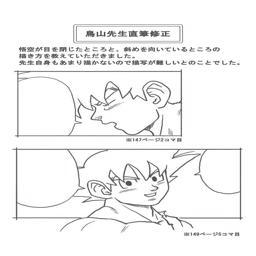 鳥山先生直筆修正
悟空が目を閉じたところと、斜めを向いているところの
描き方を教えていただきました。
先生自身もあまり描かないので描写が難しいとのことでした。
※147ページ2コマ目
※149ページ5コマ目